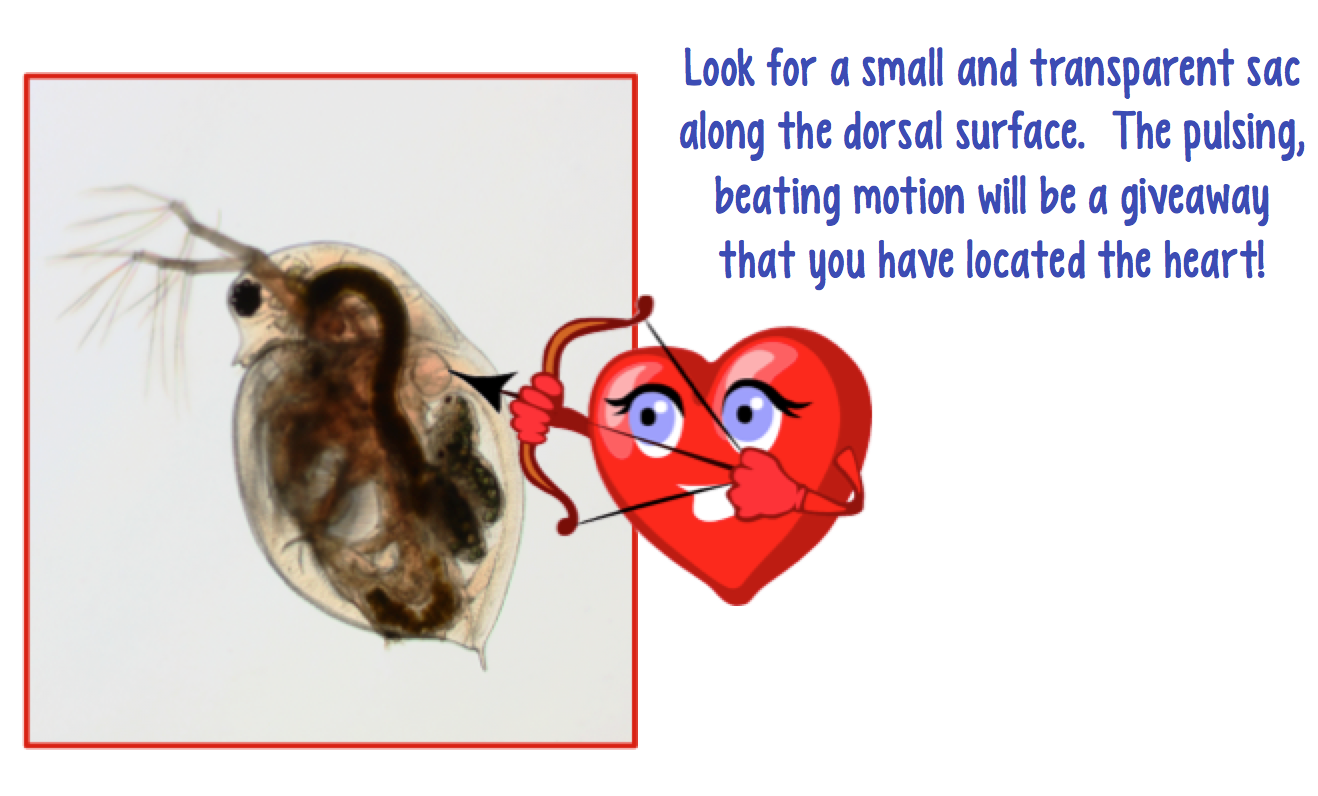 Look for a small and transparent sac
along the dorsal surface.  The pulsing,
beating motion will be a giveaway
that you have located the heart!